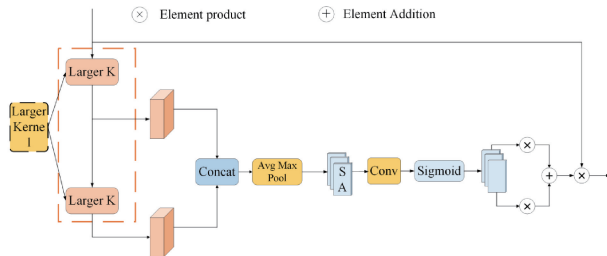 Element product
Element Addition
Larger K
Larger
Kerne
l
Larger K
Concat
Avg Max
Pool
S
A
Conv
Sigmoid